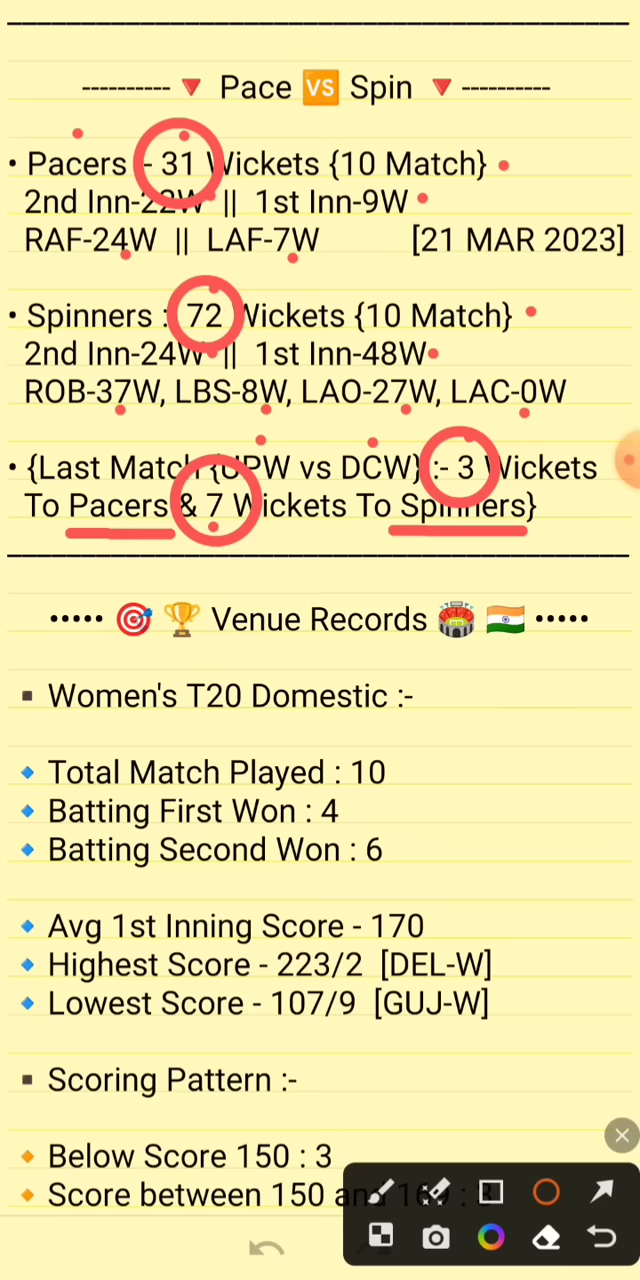 ---------- 🔻 Pace 🆚 Spin 🔻 ----------
• Pacers - 31 Wickets {10 Match}
2nd Inn-22W || 1st Inn-9W
RAF-24W || LAF-7W [21 MAR 2023]
• Spinners : 72 Wickets {10 Match}
2nd Inn-24W || 1st Inn-48W
ROB-37W, LBS-8W, LAO-27W, LAC-0W
• {Last Match {UPW vs DCW} :- 3 Wickets
To Pacers & 7 Wickets To Spinners}
••••• 🎯 🏆 Venue Records 🏟 🇮🇳 •••••
▪ Women's T20 Domestic :-
🔹 Total Match Played : 10
🔹 Batting First Won : 4
🔹 Batting Second Won : 6
🔹 Avg 1st Inning Score - 170
🔹 Highest Score - 223/2 [DEL-W]
🔹 Lowest Score - 107/9 [GUJ-W]
▪ Scoring Pattern :-
🔸 Below Score 150 : 3
🔸 Score between 150 and 169 :